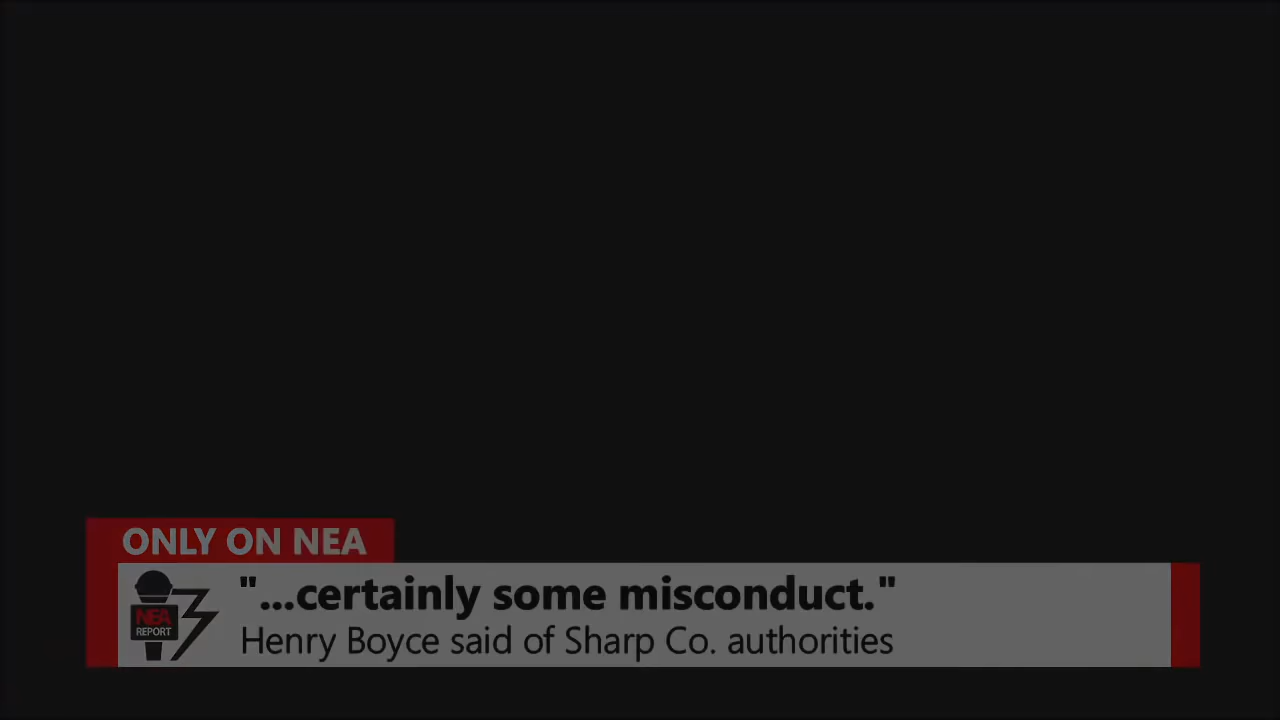 ONLY ON NEA
"...certainly some misconduct."
NEA
REPORT
Henry Boyce said of Sharp Co. authorities